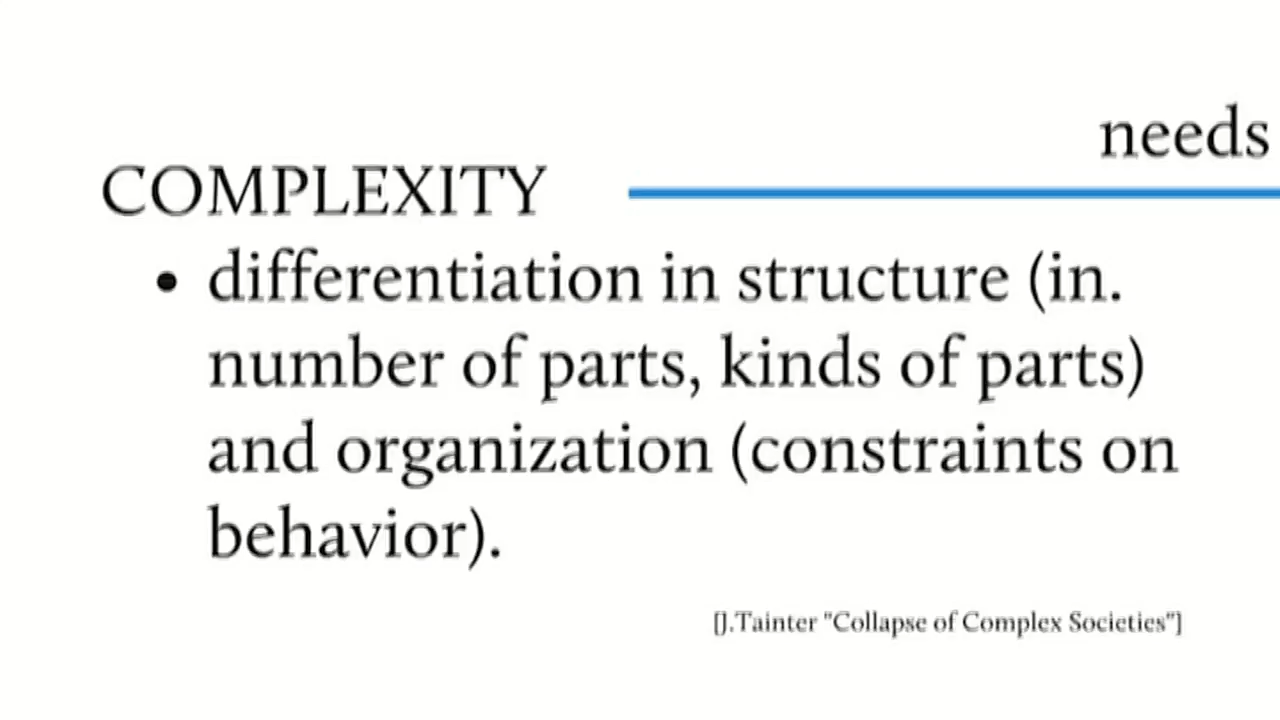 needs
COMPLEXITY
• differentiation in structure (in.
number of parts, kinds of parts)
and organization (constraints on
behavior).
[J.Tainter "Collapse of Complex Societies"]